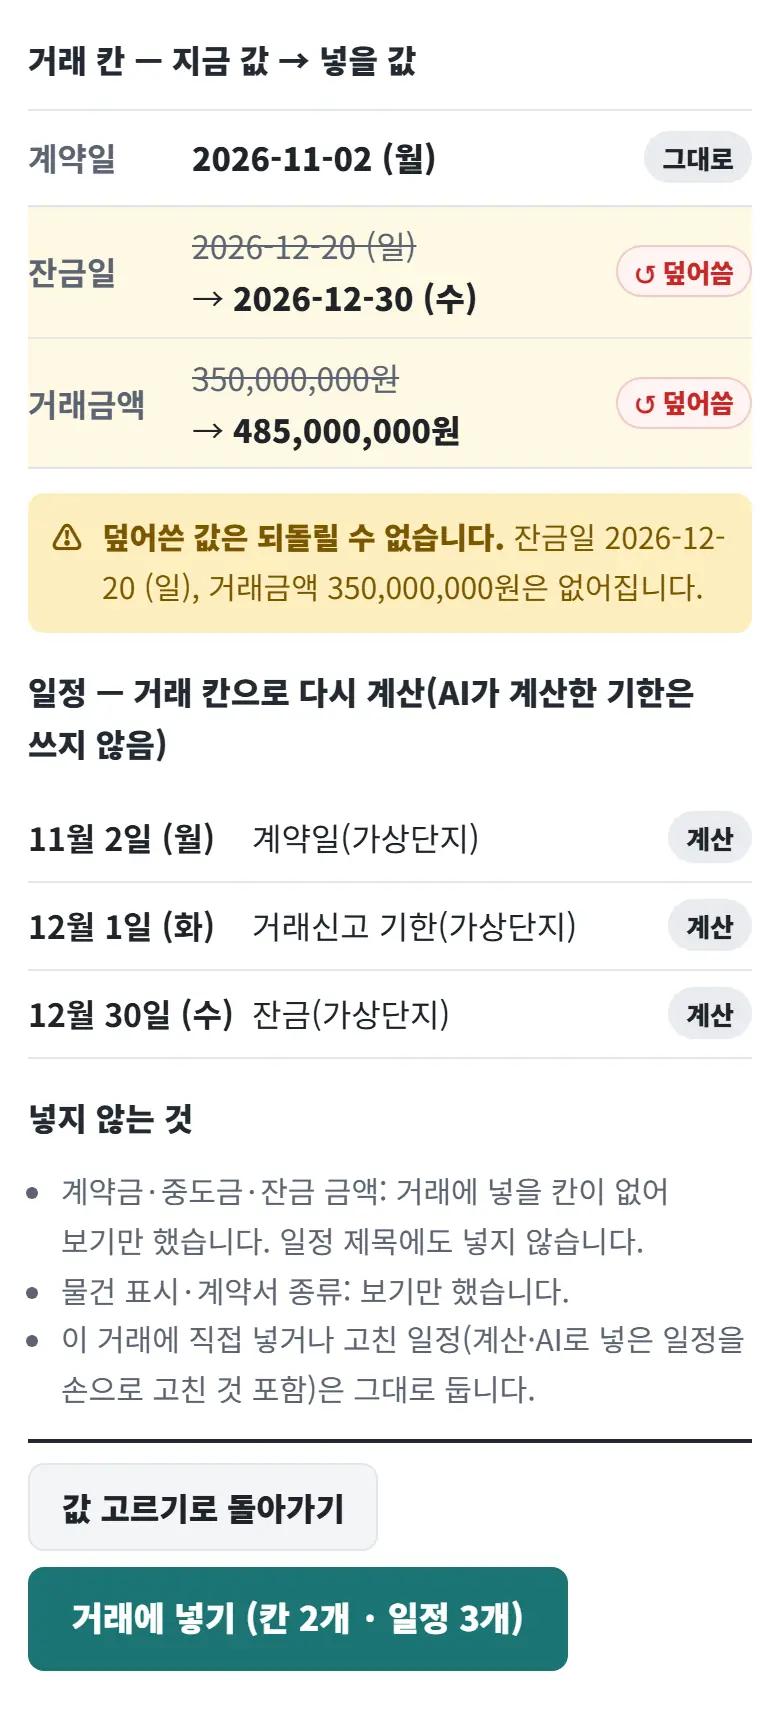 거래 칸 — 지금 값 → 넣을 값
계약일 2026-11-02 (월) 그대로
잔금일 2026-12-20 (일) → 2026-12-30 (수) ↺ 덮어씀
거래금액 350,000,000원 → 485,000,000원 ↺ 덮어씀
⚠ 덮어쓴 값은 되돌릴 수 없습니다. 잔금일 2026-12-
20 (일), 거래금액 350,000,000원은 없어집니다.
일정 — 거래 칸으로 다시 계산(AI가 계산한 기한은
쓰지 않음)
11월 2일 (월) 계약일(가상단지) 계산
12월 1일 (화) 거래신고 기한(가상단지) 계산
12월 30일 (수) 잔금(가상단지) 계산
넣지 않는 것
• 계약금·중도금·잔금 금액: 거래에 넣을 칸이 없어
보기만 했습니다. 일정 제목에도 넣지 않습니다.
• 물건 표시·계약서 종류: 보기만 했습니다.
• 이 거래에 직접 넣거나 고친 일정(계산·AI로 넣은 일정을
손으로 고친 것 포함)은 그대로 둡니다.
값 고르기로 돌아가기
거래에 넣기 (칸 2개 · 일정 3개)